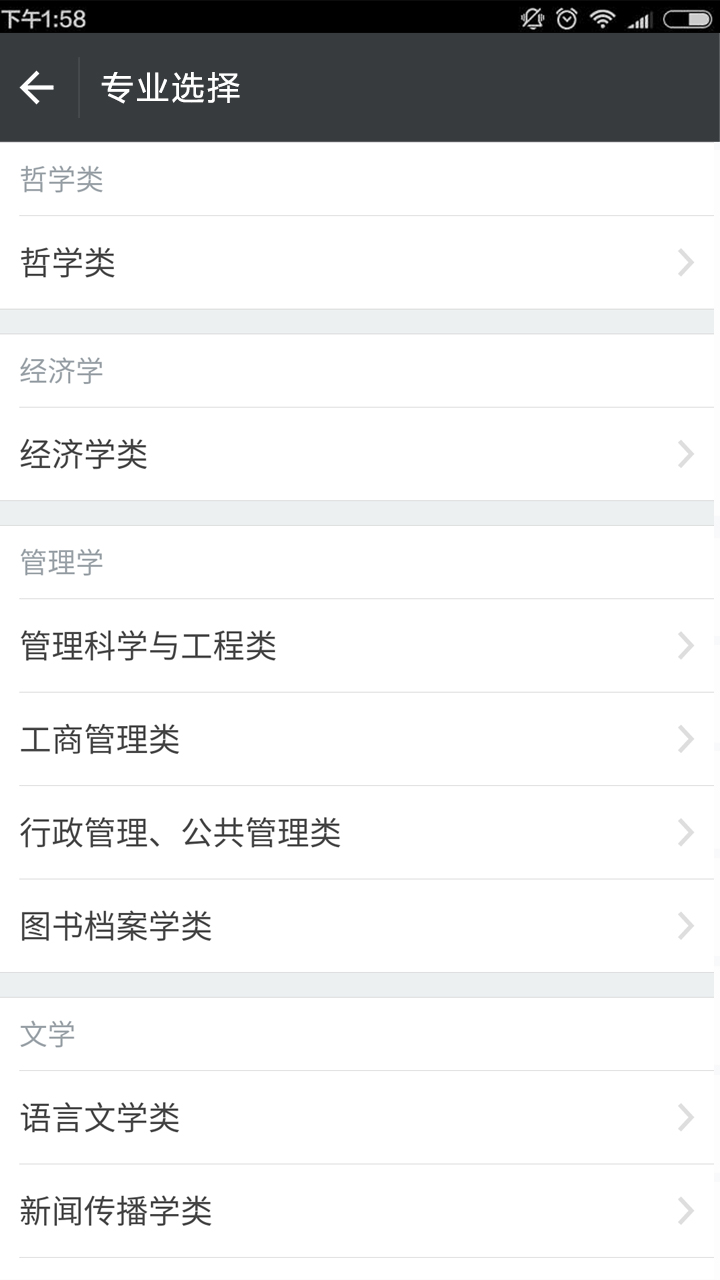 下午1:58
专业选择
哲学类
哲学类
经济学
经济学类
管理学
管理科学与工程类
工商管理类
行政管理、公共管理类
图书档案学类
文学
语言文学类
新闻传播学类